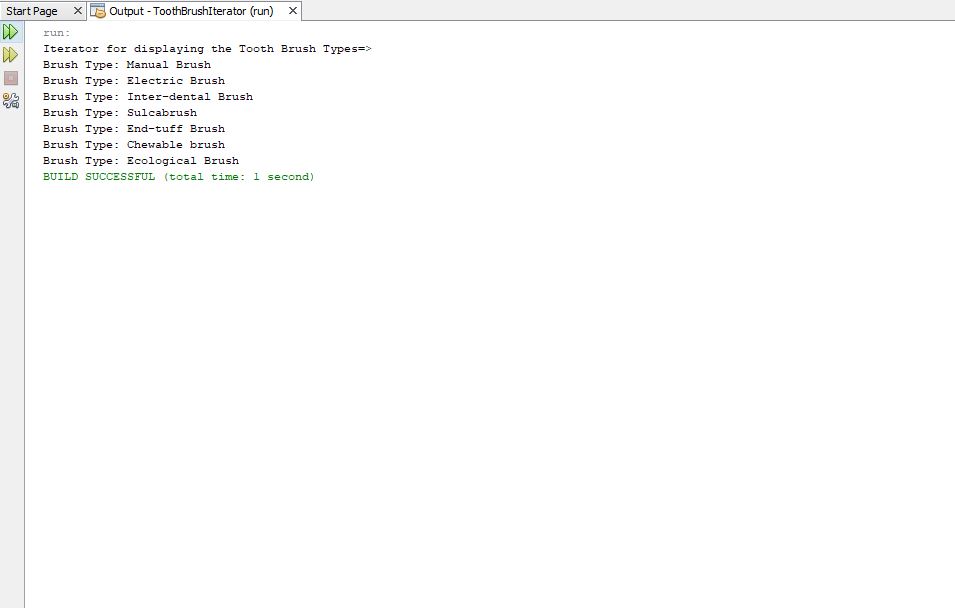 Start Page
Output - ToothBrushIterator (run)
run:
Iterator for displaying the Tooth Brush Types=>
Brush Type: Manual Brush
Brush Type: Electric Brush
Brush Type: Inter-dental Brush
Brush Type: Sulcabrush
Brush Type: End-tuff Brush
Brush Type: Chewable brush
Brush Type: Ecological Brush
BUILD SUCCESSFUL (total time: 1 second)